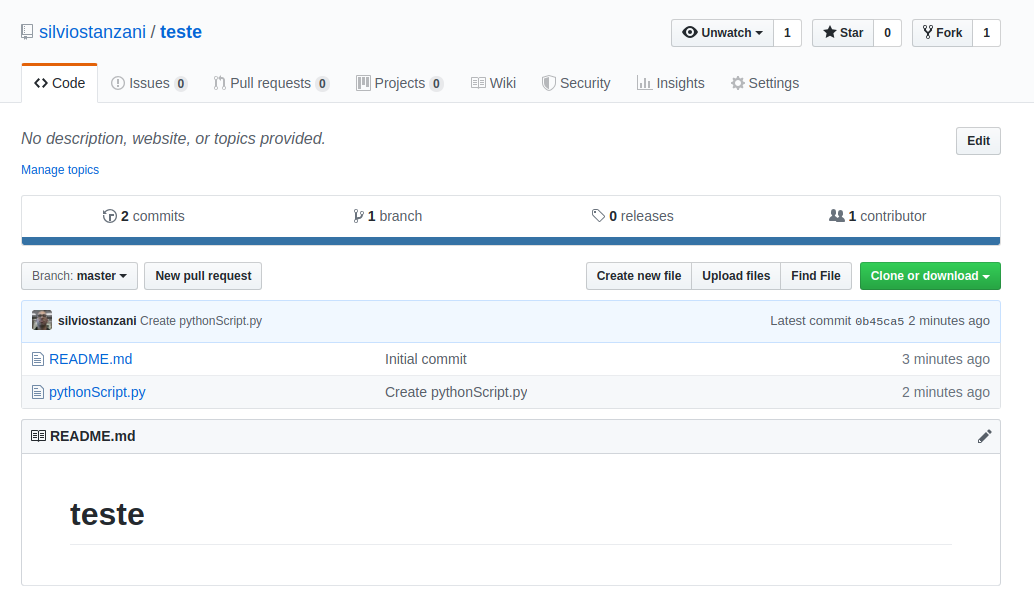 silviostanzani / teste
Unwatch 1 Star 0 Fork 1
Code Issues 0 Pull requests 0 Projects 0 Wiki Security Insights Settings
No description, website, or topics provided. Edit
Manage topics
2 commits 1 branch 0 releases 1 contributor
Branch: master New pull request Create new file Upload files Find File Clone or download
silviostanzani Create pythonScript.py Latest commit 0b45ca5 2 minutes ago
README.md Initial commit 3 minutes ago
pythonScript.py Create pythonScript.py 2 minutes ago
README.md
teste